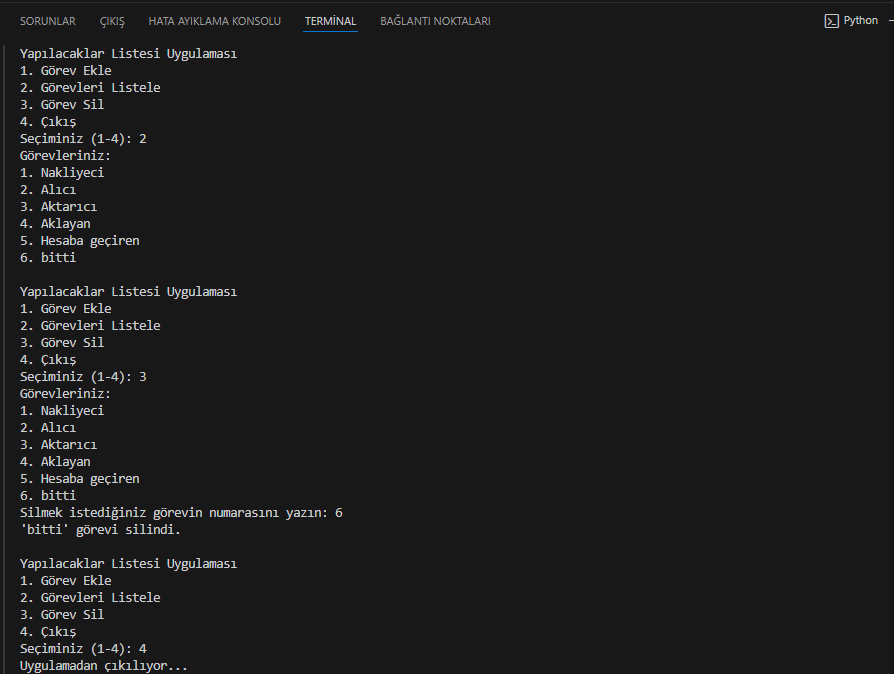 SORUNLAR ÇIKIŞ HATA AYIKLAMA KONSOLU TERMİNAL BAĞLANTI NOKTALARI Python
Yapılacaklar Listesi Uygulaması
1. Görev Ekle
2. Görevleri Listele
3. Görev Sil
4. Çıkış
Seçiminiz (1-4): 2
Görevleriniz:
1. Nakliyeci
2. Alıcı
3. Aktarıcı
4. Aklayan
5. Hesaba geçiren
6. bitti
Yapılacaklar Listesi Uygulaması
1. Görev Ekle
2. Görevleri Listele
3. Görev Sil
4. Çıkış
Seçiminiz (1-4): 3
Görevleriniz:
1. Nakliyeci
2. Alıcı
3. Aktarıcı
4. Aklayan
5. Hesaba geçiren
6. bitti
Silmek istediğiniz görevin numarasını yazın: 6
'bitti' görevi silindi.
Yapılacaklar Listesi Uygulaması
1. Görev Ekle
2. Görevleri Listele
3. Görev Sil
4. Çıkış
Seçiminiz (1-4): 4
Uygulamadan çıkılıyor...